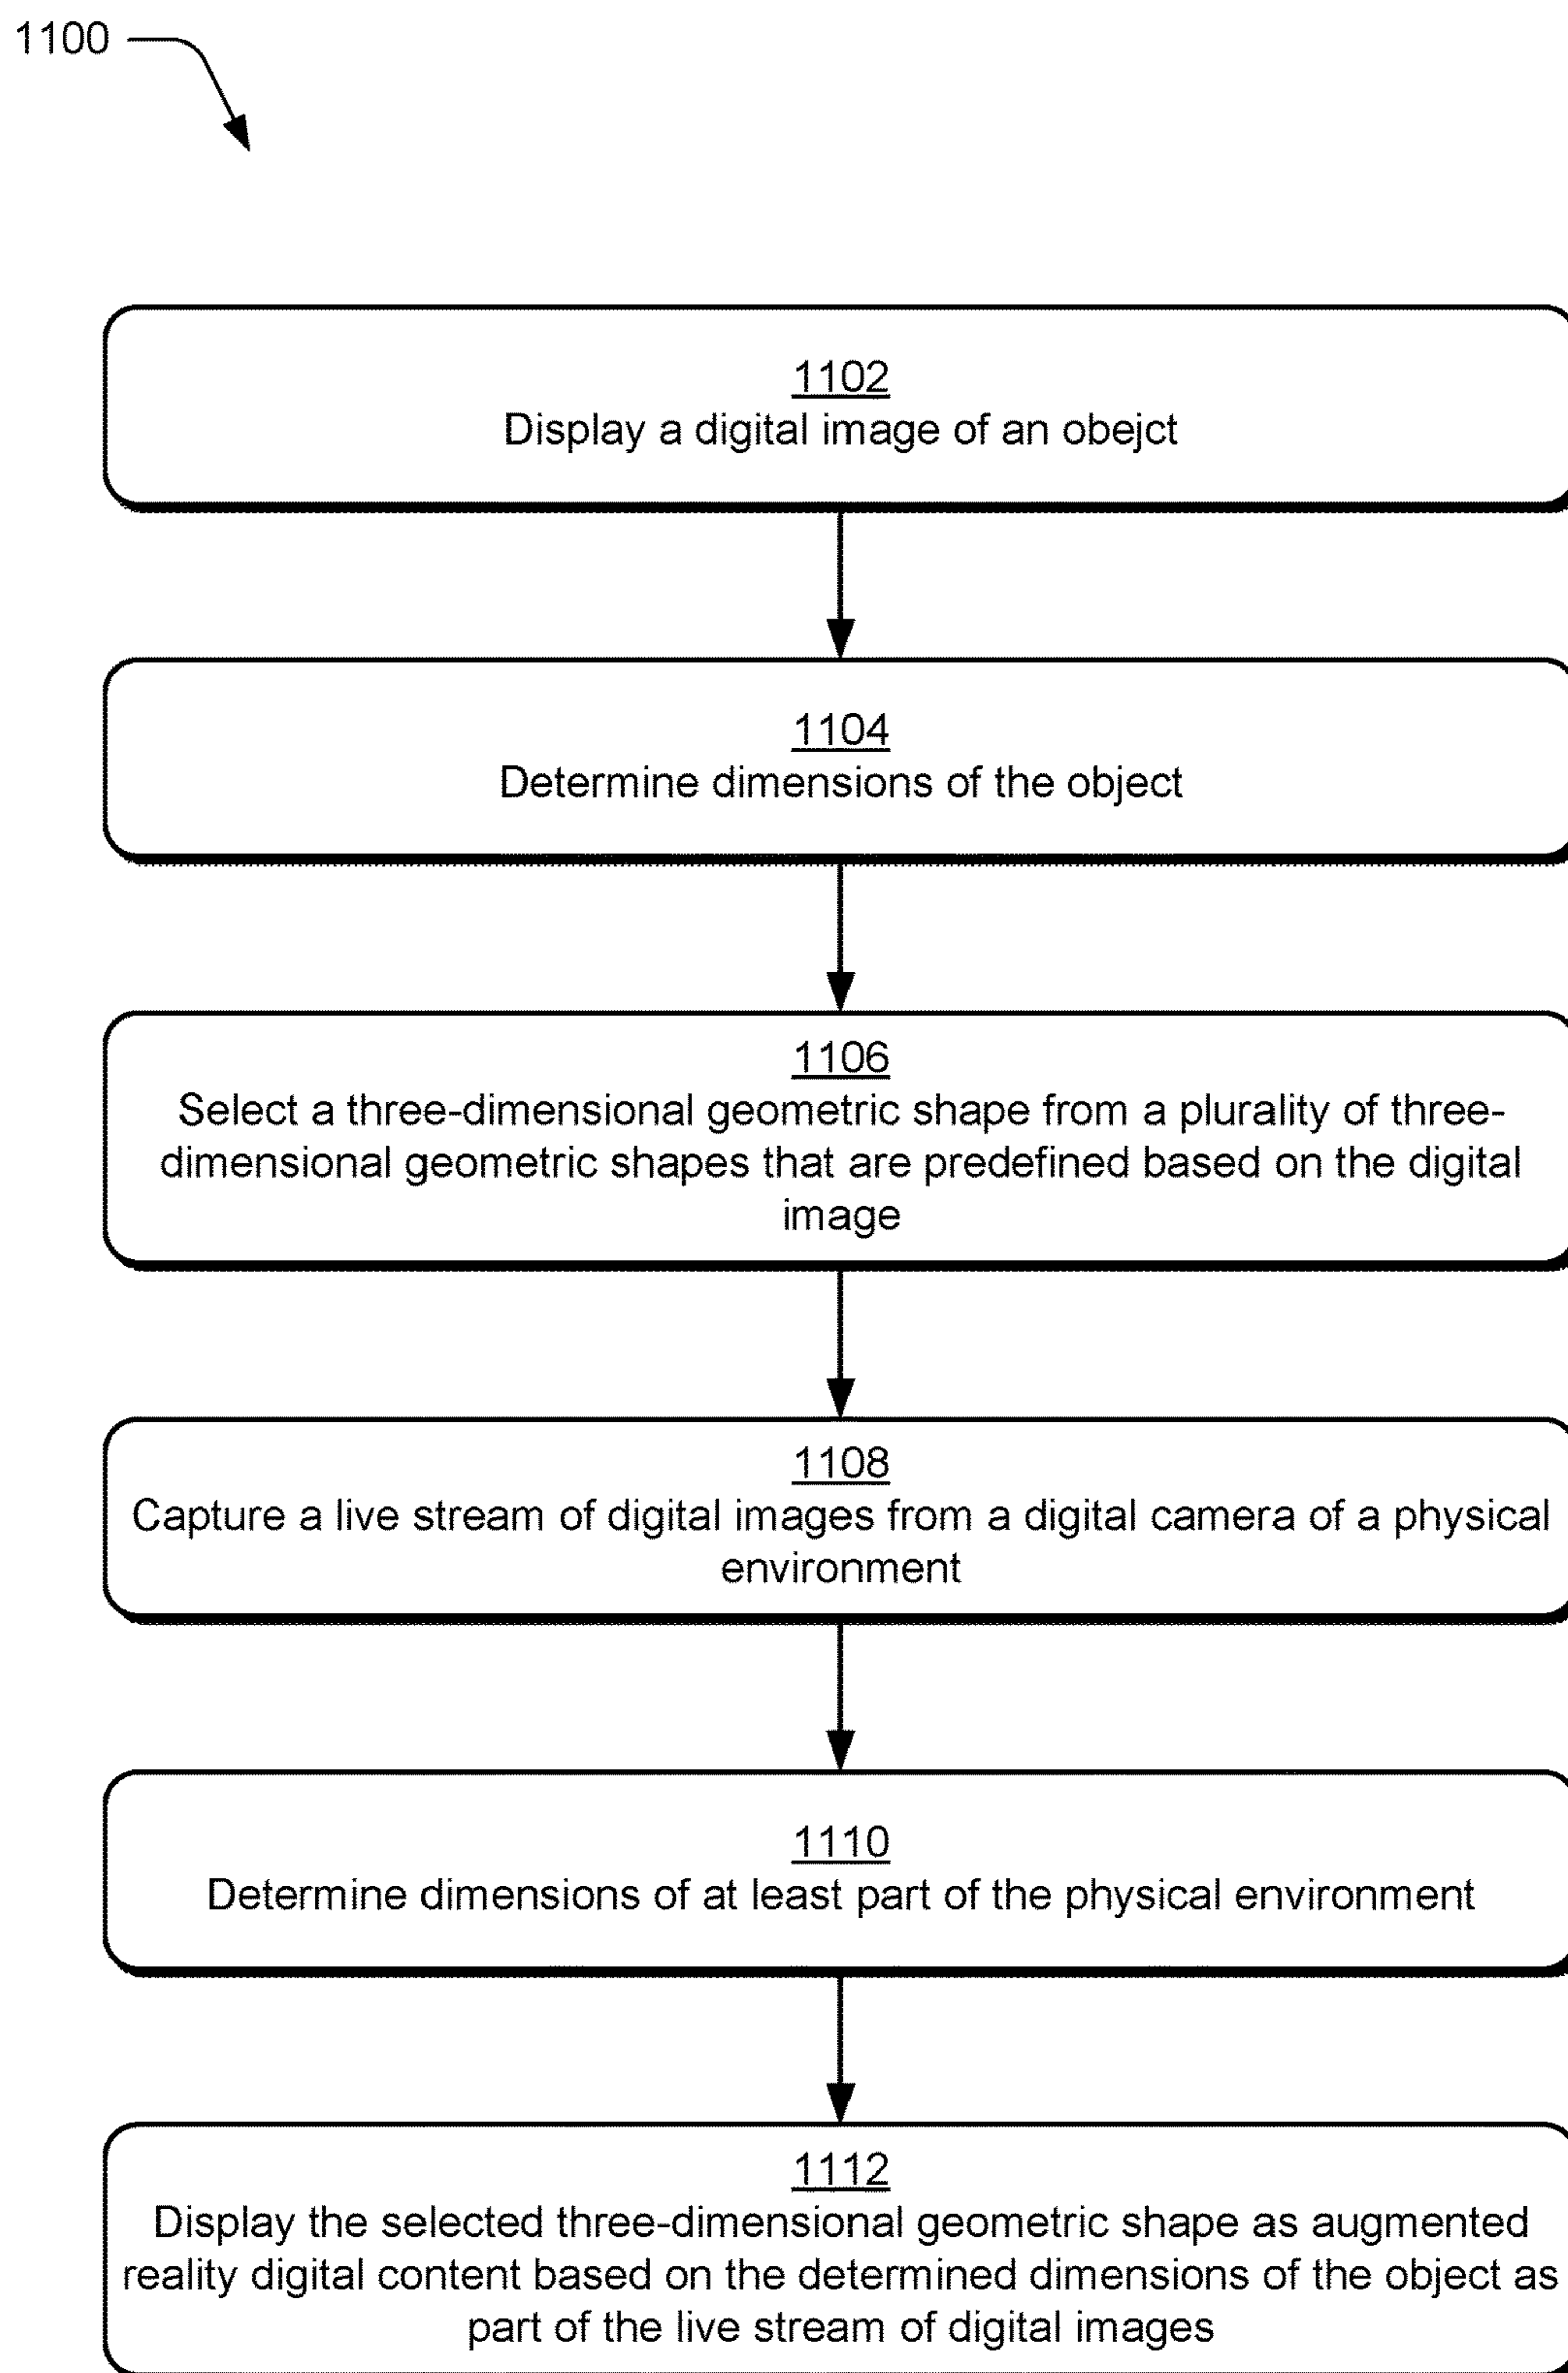 1100
1102
Display a digital image of an obejct
1104
Determine dimensions of the object
1106
Select a three-dimensional geometric shape from a plurality of three-
dimensional geometric shapes that are predefined based on the digital
image
1108
Capture a live stream of digital images from a digital camera of a physical
environment
1110
Determine dimensions of at least part of the physical environment
1112
Display the selected three-dimensional geometric shape as augmented
reality digital content based on the determined dimensions of the object as
part of the live stream of digital images